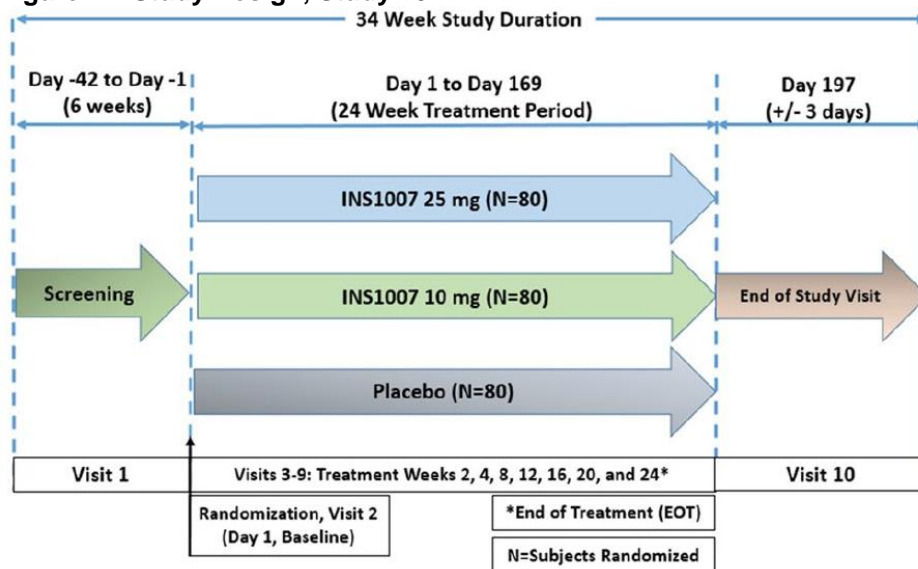 34 Week Study Duration
Day -42 to Day -1
(6 weeks)
Day 1 to Day 169
(24 Week Treatment Period)
Day 197
(+/- 3 days)
INS1007 25 mg (N=80)
Screening
INS1007 10 mg (N=80)
End of Study Visit
Placebo (N=80)
Visit 1
Visits 3-9: Treatment Weeks 2, 4, 8, 12, 16, 20, and 24*
Visit 10
Randomization, Visit 2
(Day 1, Baseline)
*End of Treatment (EOT)
N=Subjects Randomized